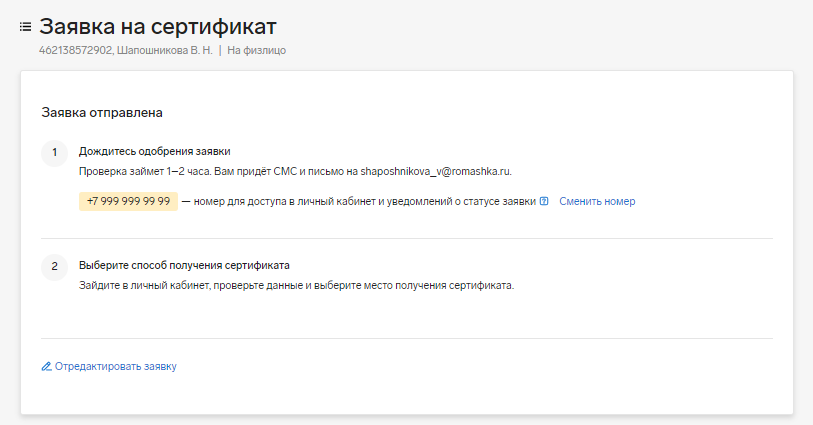 Заявка на сертификат
462138572902, Шапошникова В. Н. | На физлицо
Заявка отправлена
1 Дождитесь одобрения заявки
Проверка займет 1–2 часа. Вам придёт СМС и письмо на shaposhnikova_v@romashka.ru.
+7 999 999 99 99 — номер для доступа в личный кабинет и уведомлений о статусе заявки ? Сменить номер
2 Выберите способ получения сертификата
Зайдите в личный кабинет, проверьте данные и выберите место получения сертификата.
Отредактировать заявку